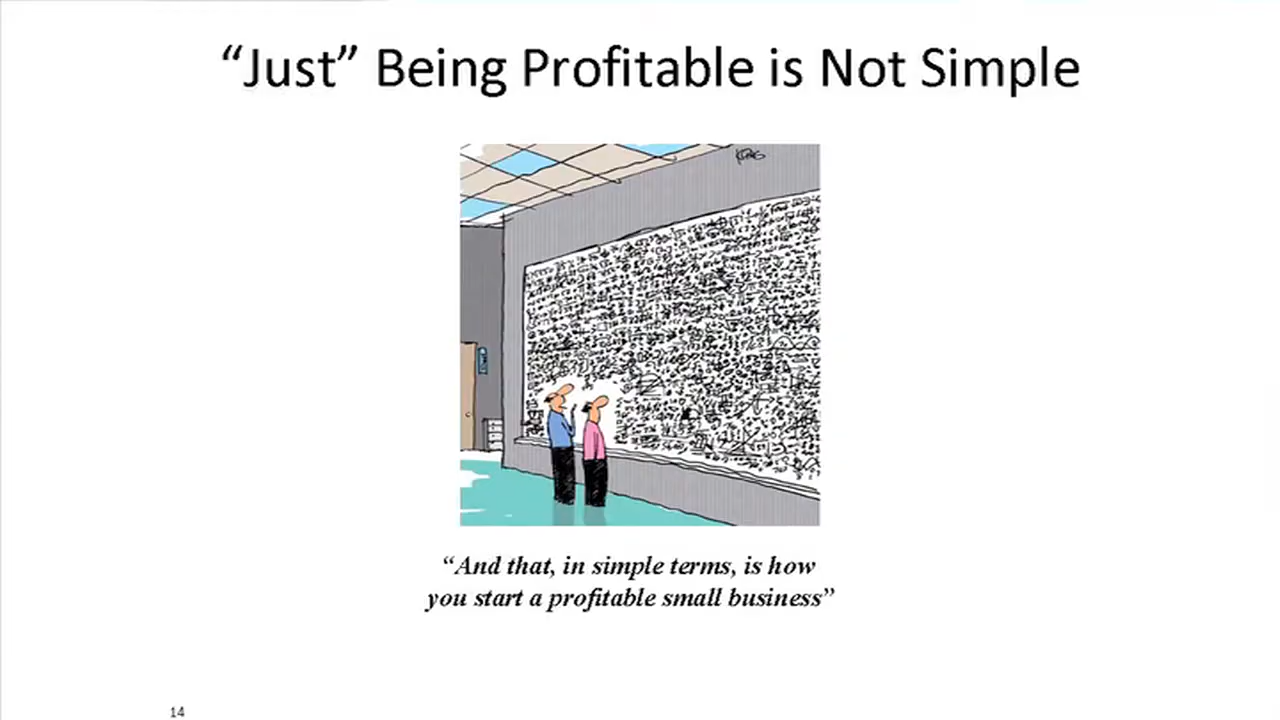 “Just” Being Profitable is Not Simple
“And that, in simple terms, is how
you start a profitable small business”
14